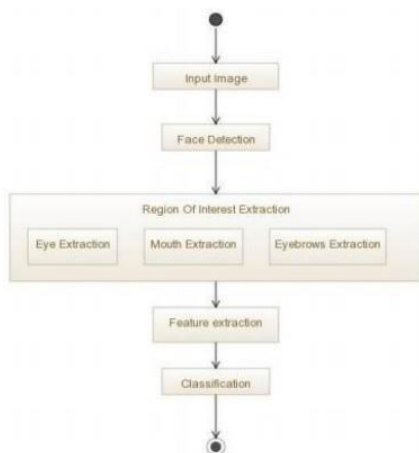 Input Image
Face Detection
Region Of Interest Extraction
Eye Extraction
Mouth Extraction
Eyebrows Extraction
Feature extraction
Classification